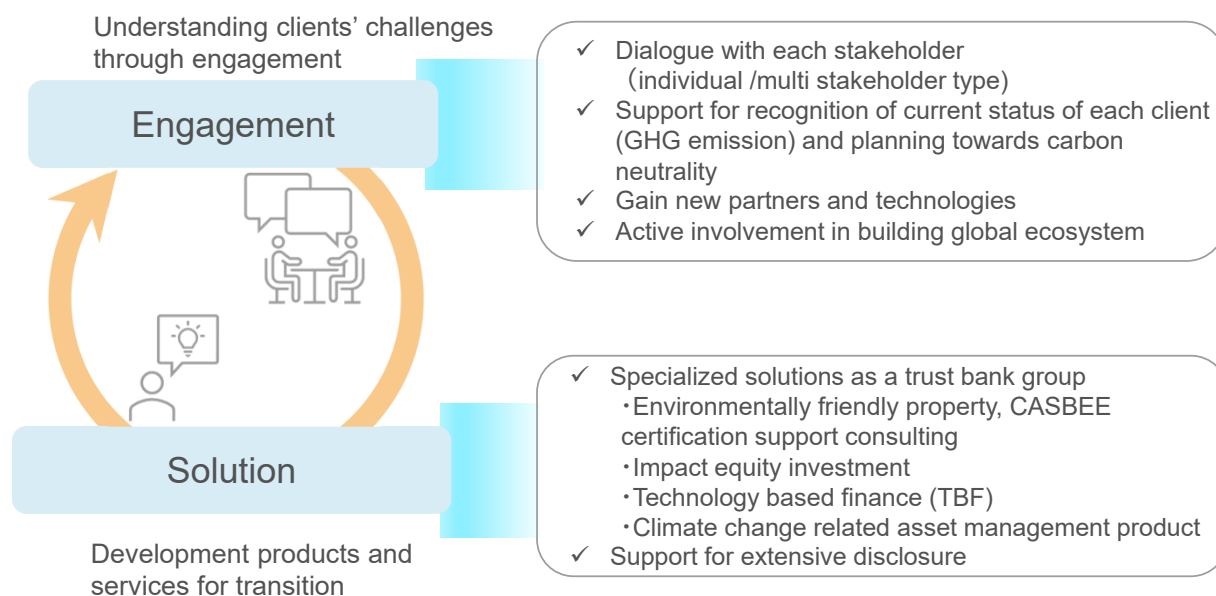 Understanding clients’ challenges
through engagement
Engagement
✓ Dialogue with each stakeholder
（individual /multi stakeholder type)
✓ Support for recognition of current status of each client
(GHG emission) and planning towards carbon
neutrality
✓ Gain new partners and technologies
✓ Active involvement in building global ecosystem
Solution
Development products and
services for transition
✓ Specialized solutions as a trust bank group
・Environmentally friendly property, CASBEE
certification support consulting
・Impact equity investment
・Technology based finance (TBF)
・Climate change related asset management product
✓ Support for extensive disclosure